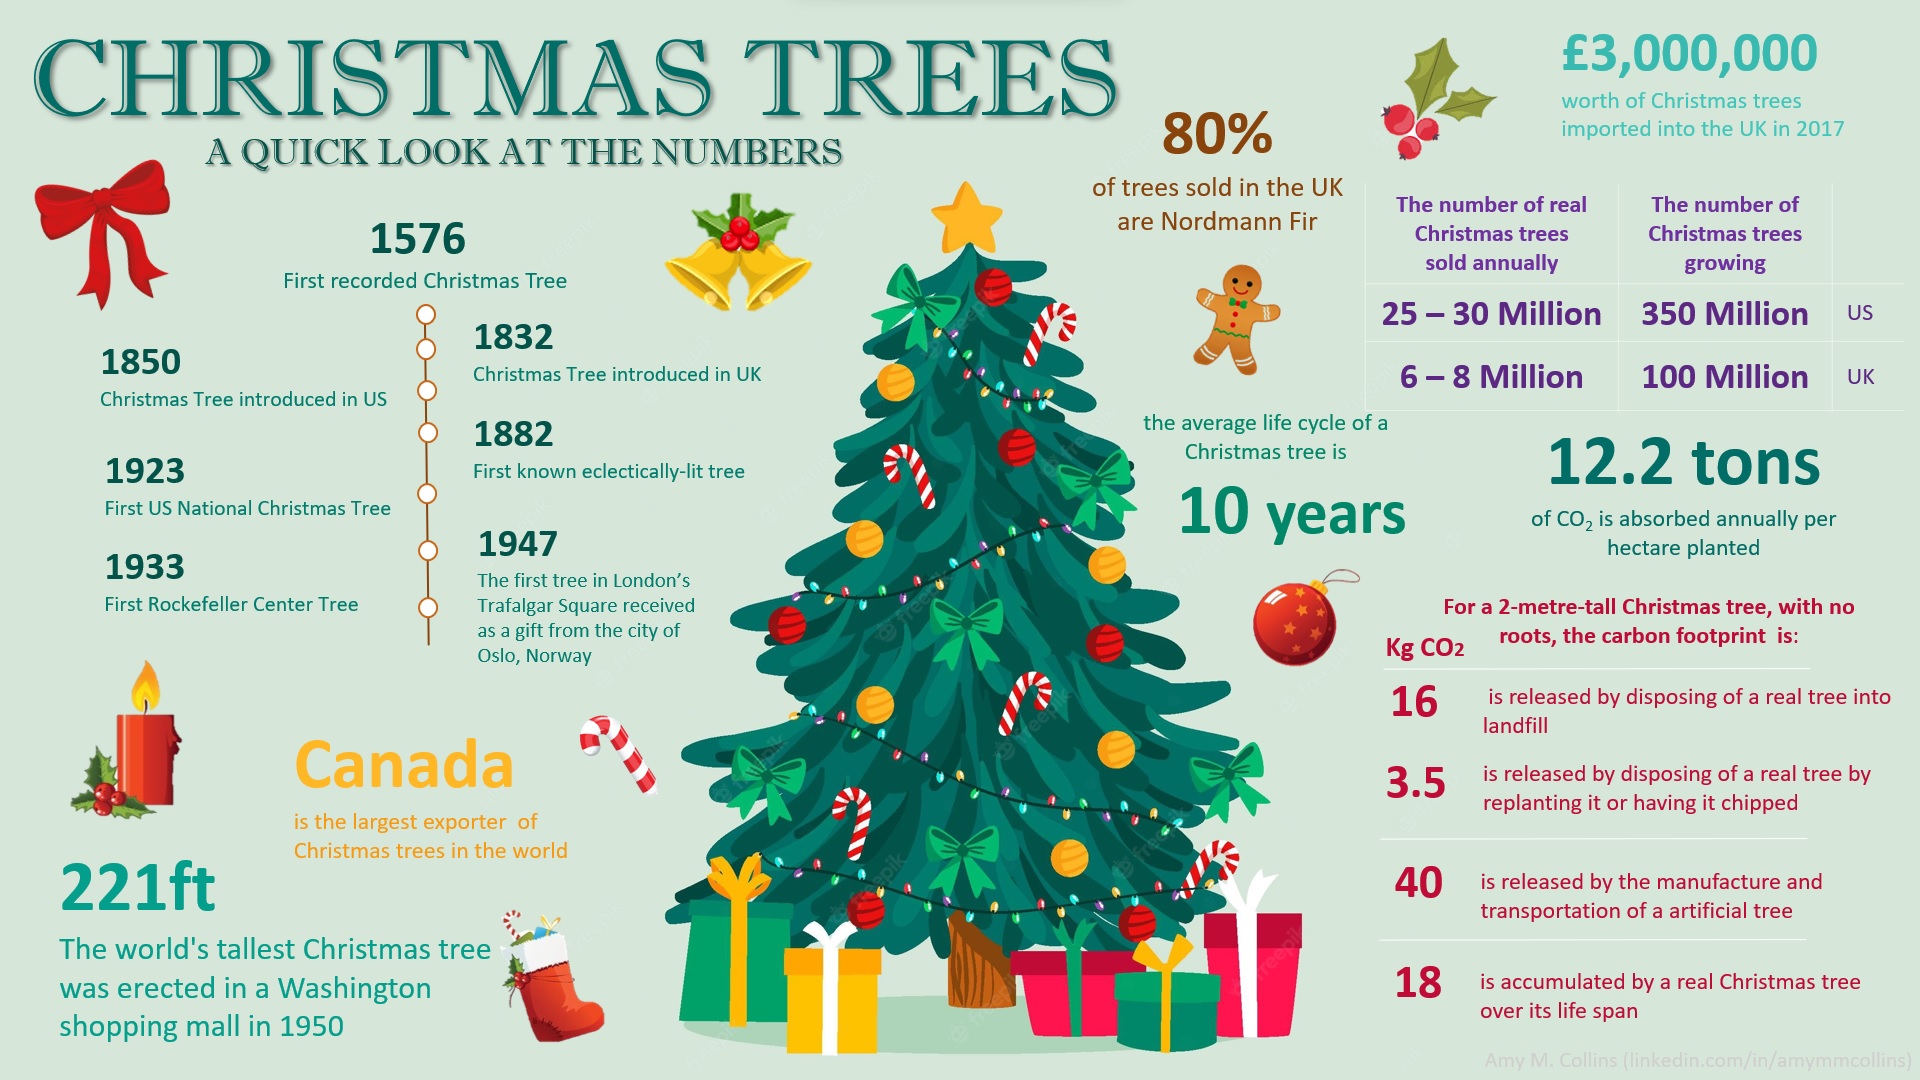 CHRISTMAS TREES
A QUICK LOOK AT THE NUMBERS
1576
First recorded Christmas Tree
1832
Christmas Tree introduced in UK
1850
Christmas Tree introduced in US
1882
First known eclectically-lit tree
1923
First US National Christmas Tree
1947
The first tree in London's
Trafalgar Square received
as a gift from the city of
Oslo, Norway
1933
First Rockefeller Center Tree
Canada
is the largest exporter of
Christmas trees in the world
221ft
The world's tallest Christmas tree
was erected in a Washington
shopping mall in 1950
80%
of trees sold in the UK
are Nordmann Fir
£3,000,000
worth of Christmas trees
imported into the UK in 2017
The number of real
Christmas trees
sold annually
The number of
Christmas trees
growing
25 – 30 Million
350 Million
US
6 – 8 Million
100 Million
UK
the average life cycle of a
Christmas tree is
10 years
12.2 tons
of CO₂ is absorbed annually per
hectare planted
For a 2-metre-tall Christmas tree, with no
roots, the carbon footprint is:
Kg CO2
16
is released by disposing of a real tree into
landfill
3.5
is released by disposing of a real tree by
replanting it or having it chipped
40
is released by the manufacture and
transportation of a artificial tree
18
is accumulated by a real Christmas tree
over its life span
Amy M. Collins (linkedin.com/in/amymmcollins)